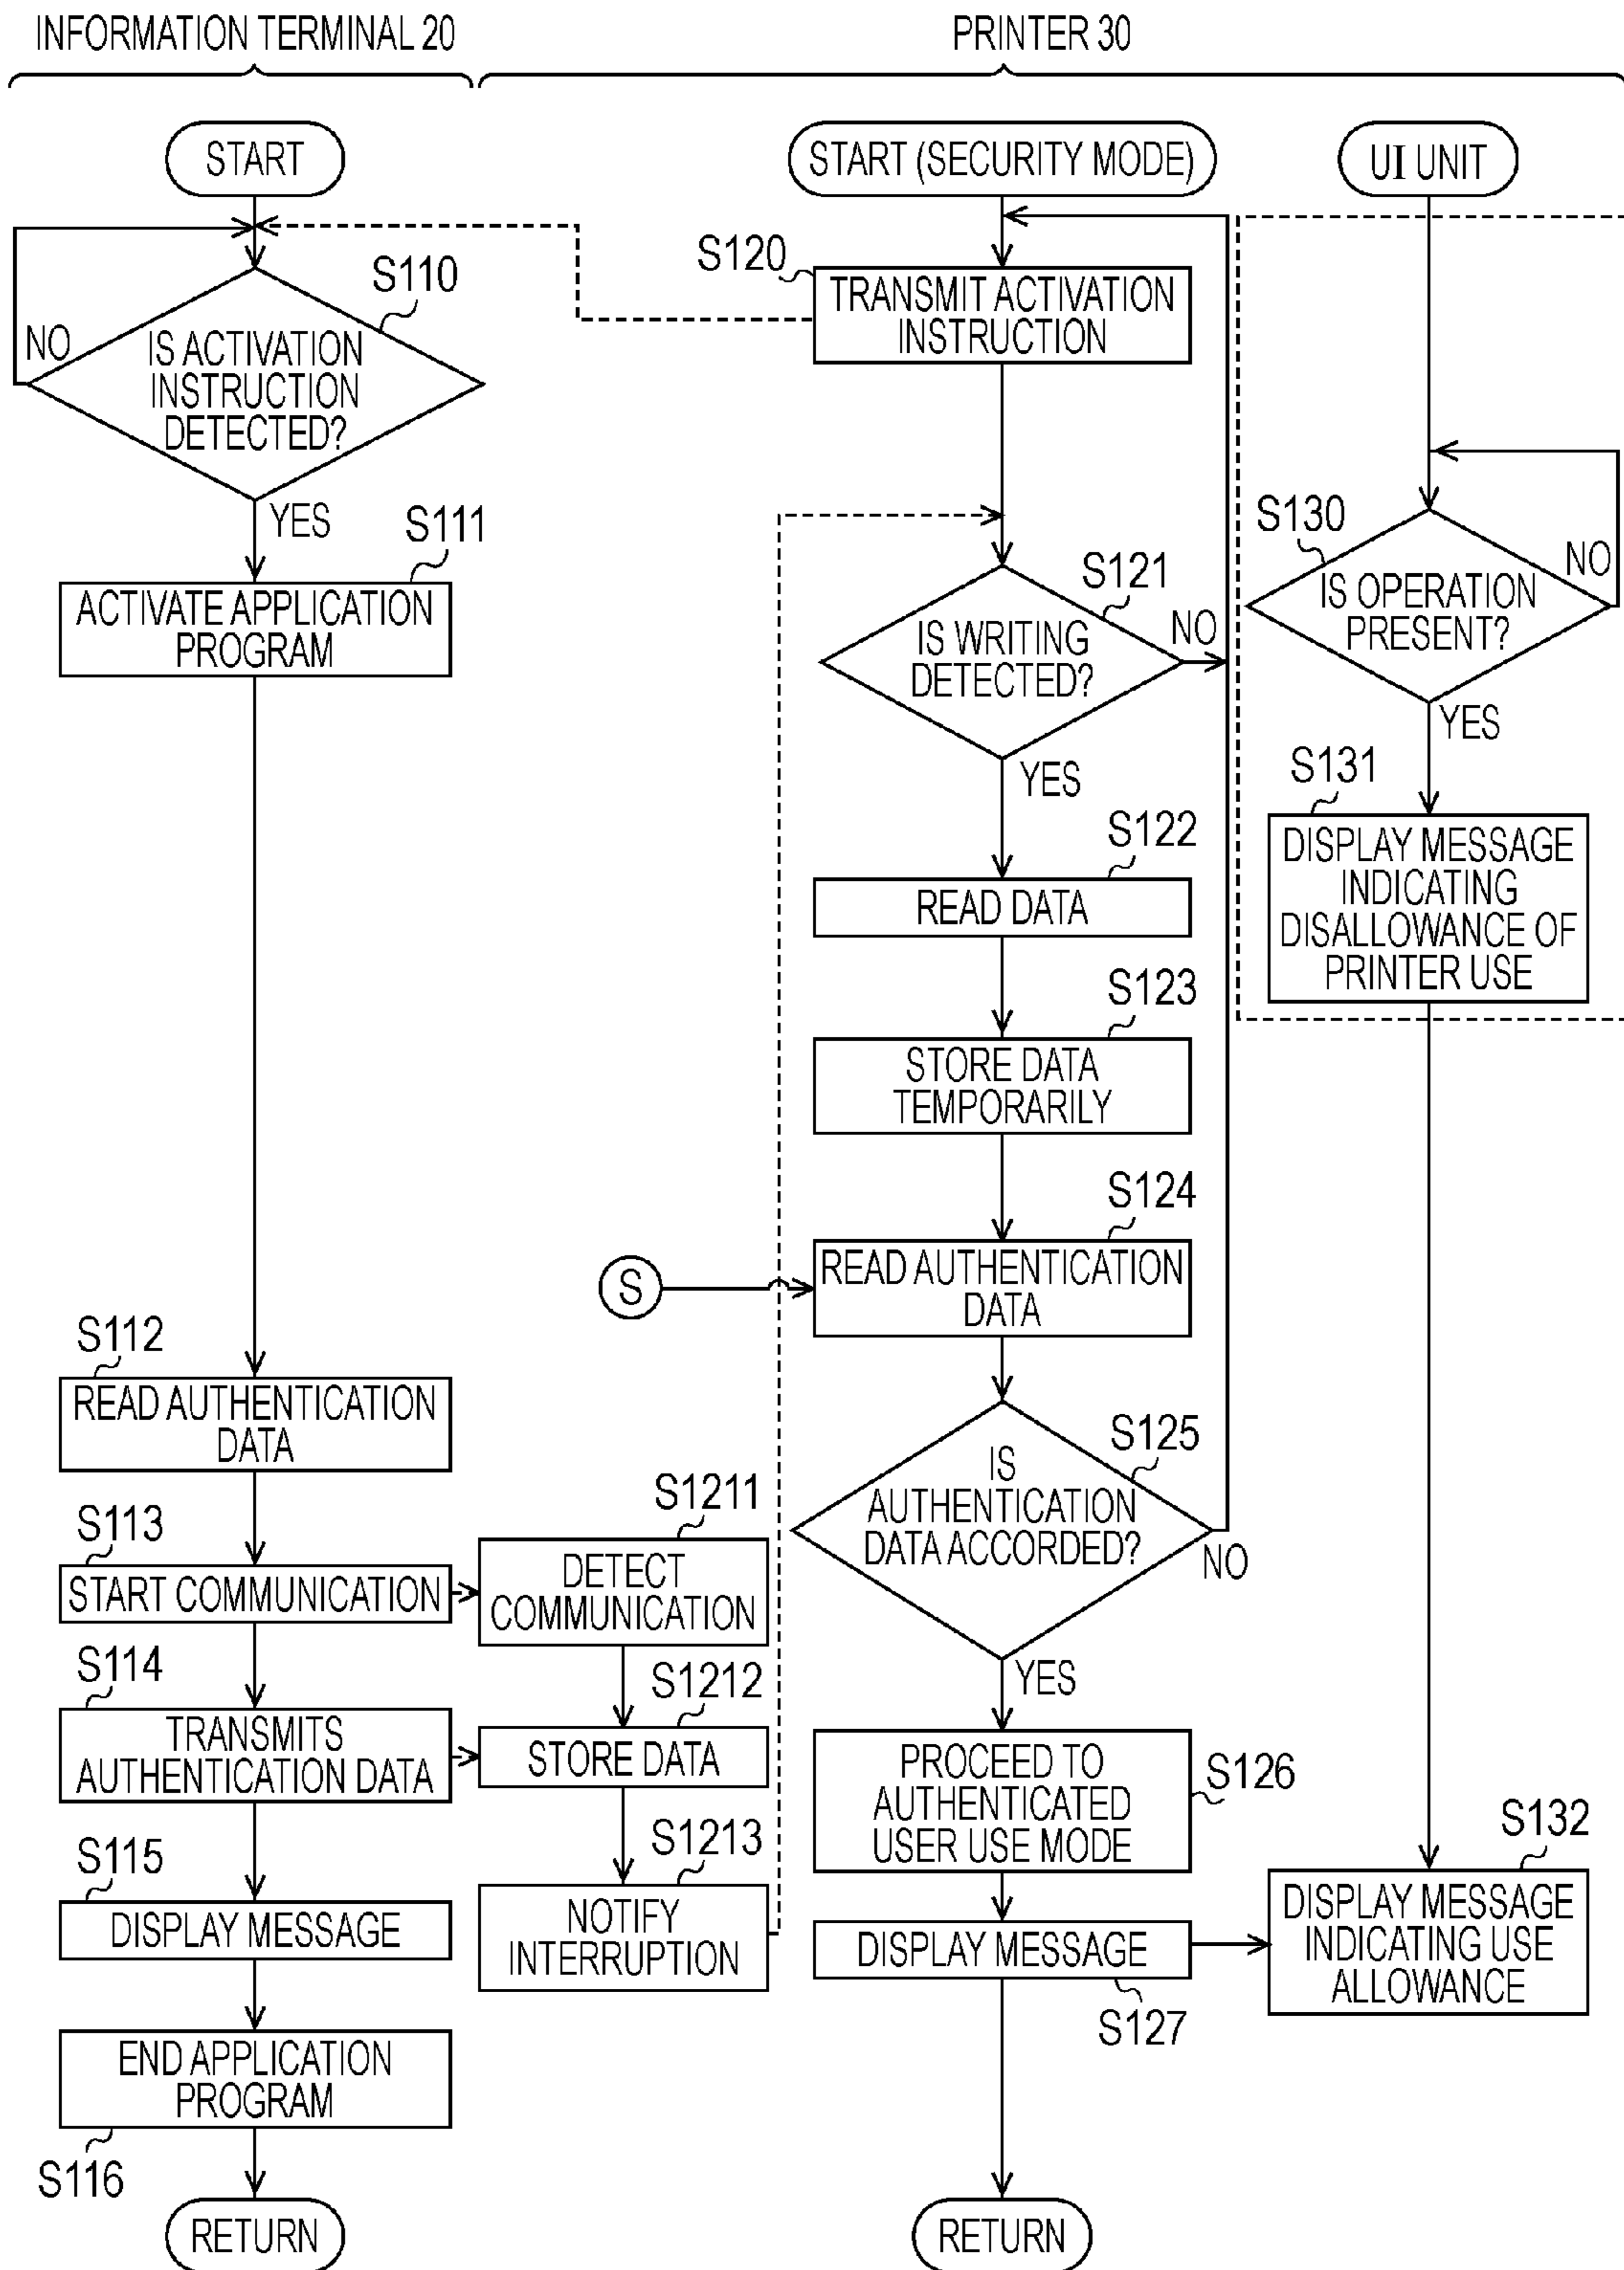 INFORMATION TERMINAL 20
PRINTER 30
START
START (SECURITY MODE)
UI UNIT
S110
IS ACTIVATION
INSTRUCTION
DETECTED?
NO
YES
S111
ACTIVATE APPLICATION
PROGRAM
S112
READ AUTHENTICATION
DATA
S113
START COMMUNICATION
S114
TRANSMITS
AUTHENTICATION DATA
S115
DISPLAY MESSAGE
END APPLICATION
PROGRAM
S116
RETURN
S1211
DETECT
COMMUNICATION
S1212
STORE DATA
S1213
NOTIFY
INTERRUPTION
S120
TRANSMIT ACTIVATION
INSTRUCTION
S121
IS WRITING
DETECTED?
NO
YES
S122
READ DATA
S123
STORE DATA
TEMPORARILY
S124
S
READ AUTHENTICATION
DATA
S125
IS
AUTHENTICATION
DATA ACCORDED?
NO
YES
PROCEED TO
AUTHENTICATED
USER USE MODE
S126
DISPLAY MESSAGE
S127
RETURN
S130
IS OPERATION
PRESENT?
NO
YES
S131
DISPLAY MESSAGE
INDICATING
DISALLOWANCE OF
PRINTER USE
S132
DISPLAY MESSAGE
INDICATING USE
ALLOWANCE